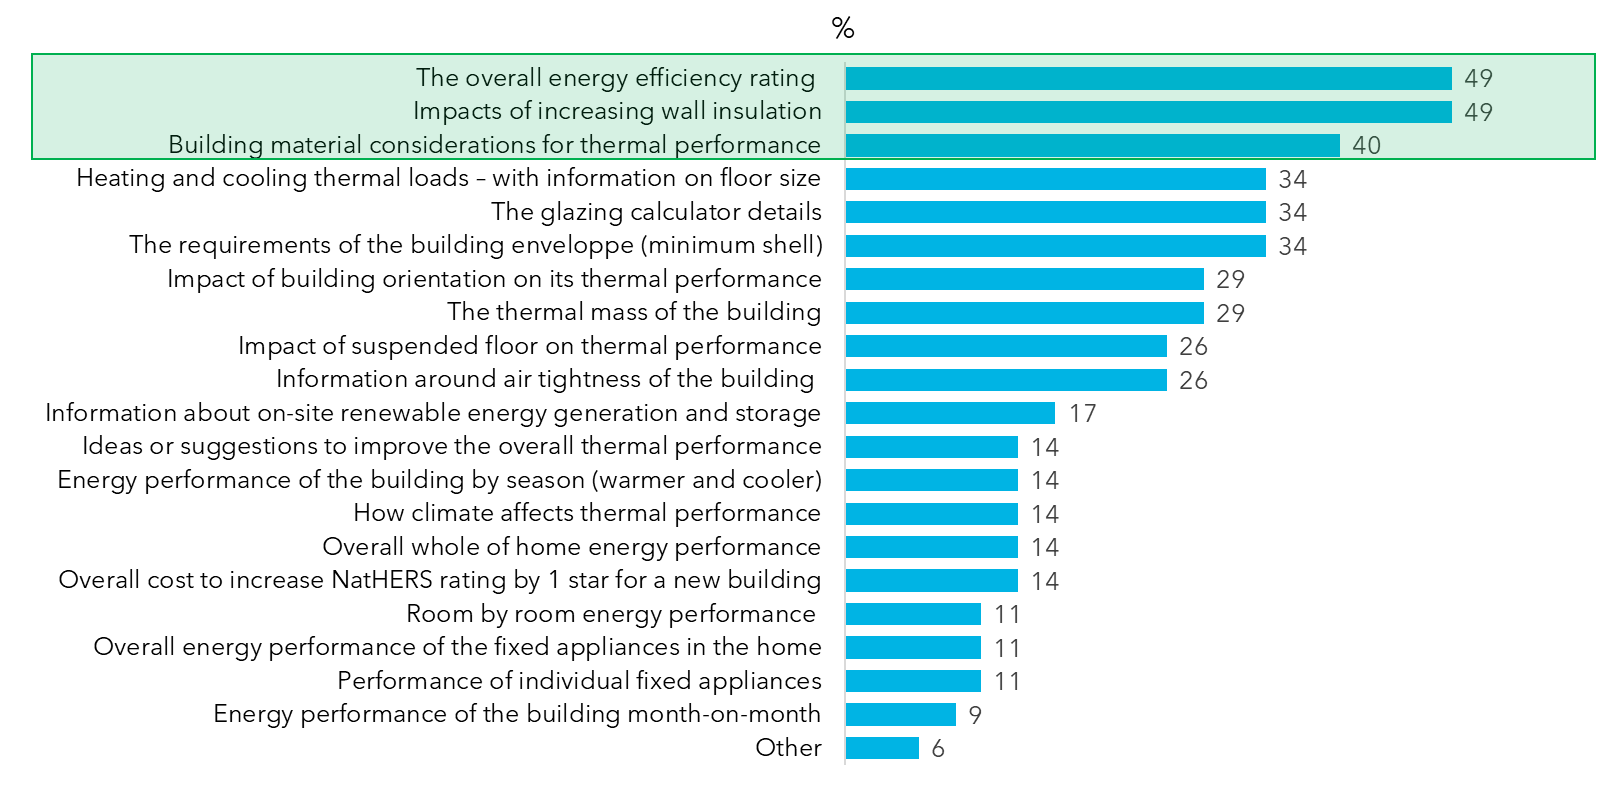 %
The overall energy efficiency rating 49
Impacts of increasing wall insulation 49
Building material considerations for thermal performance 40
Heating and cooling thermal loads – with information on floor size 34
The glazing calculator details 34
The requirements of the building enveloppe (minimum shell) 34
Impact of building orientation on its thermal performance 29
The thermal mass of the building 29
Impact of suspended floor on thermal performance 26
Information around air tightness of the building 26
Information about on-site renewable energy generation and storage 17
Ideas or suggestions to improve the overall thermal performance 14
Energy performance of the building by season (warmer and cooler) 14
How climate affects thermal performance 14
Overall whole of home energy performance 14
Overall cost to increase NatHERS rating by 1 star for a new building 14
Room by room energy performance 11
Overall energy performance of the fixed appliances in the home 11
Performance of individual fixed appliances 11
Energy performance of the building month-on-month 9
Other 6